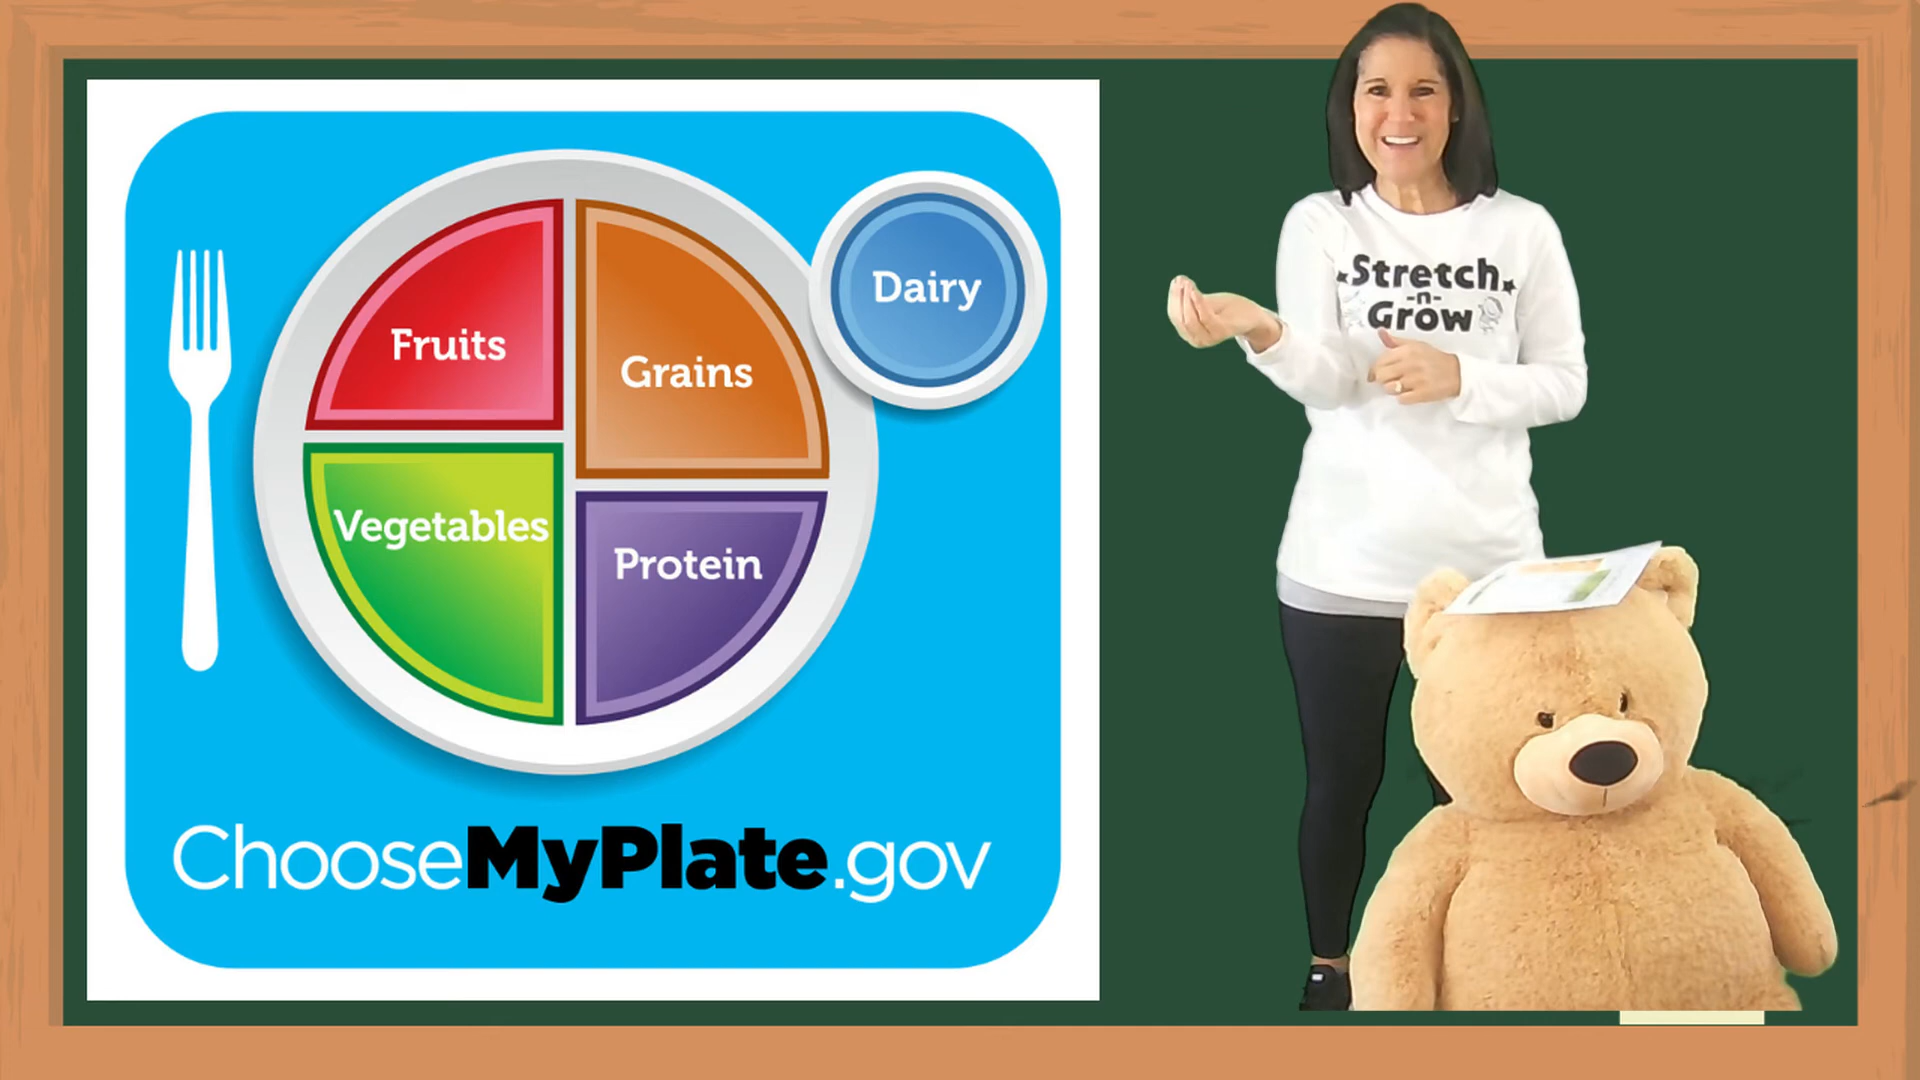 Fruits
Grains
Dairy
Vegetables
Protein
ChooseMyPlate.gov
Stretch
-n-
Grow